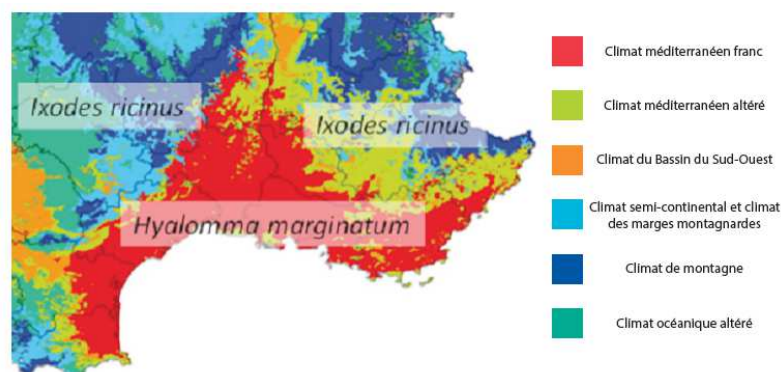 Ixodes ricinus
Ixodes ricinus
Hyalomma marginatum
Climat méditerranéen franc
Climat méditerranéen altéré
Climat du Bassin du Sud-Ouest
Climat semi-continental et climat
des marges montagnardes
Climat de montagne
Climat océanique altéré